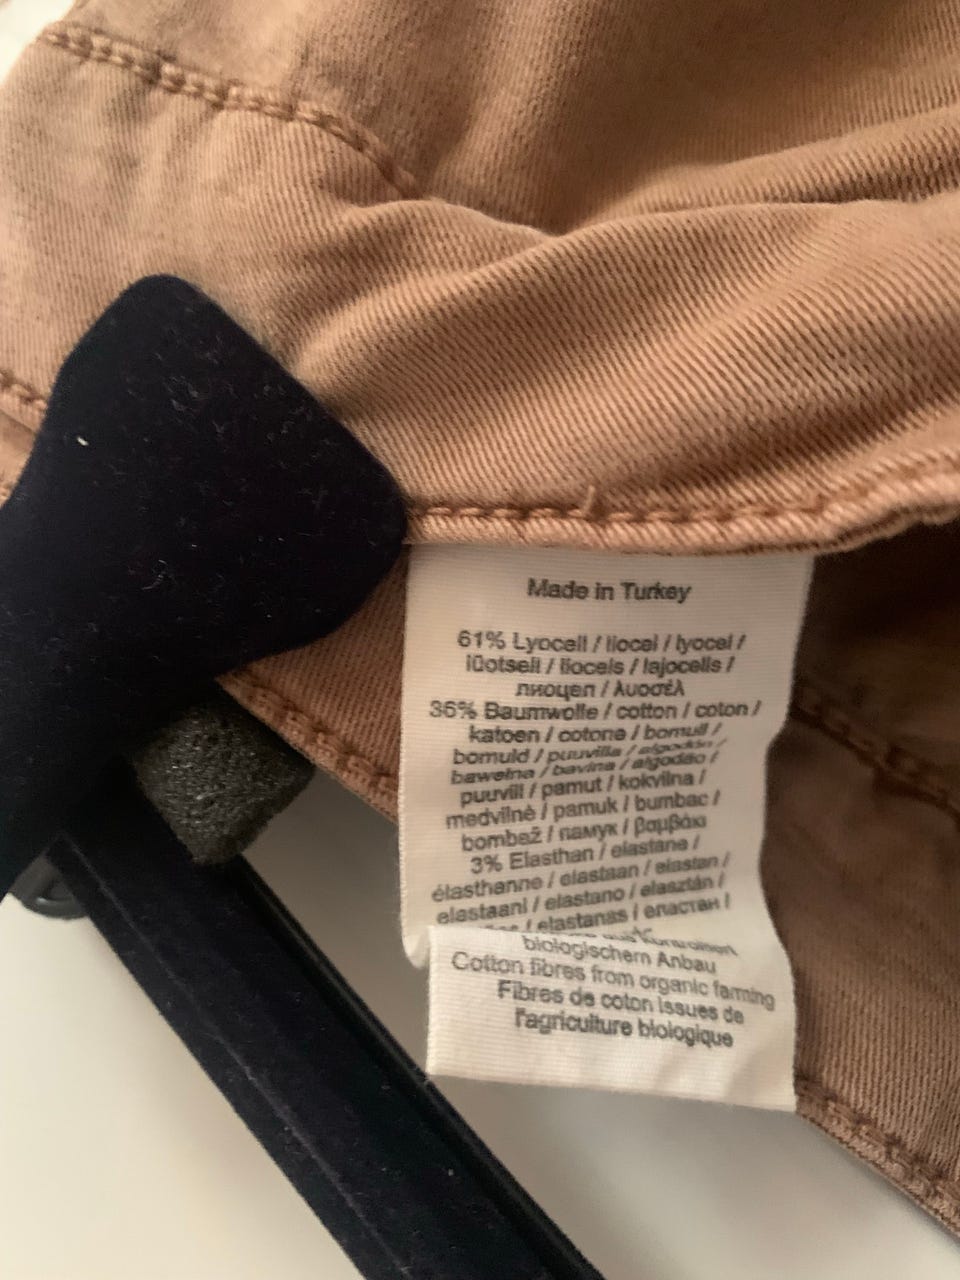 Made in Turkey
61% Lyocell / liocel / lyocel /
lüotsell / liocels / lajocells /
лиоцел / λυοσέλ
36% Baumwolle / cotton / coton /
katoen / cotone / bomull /
bomuld / puuvilla / algodón /
bawełna / bavlna / algodão /
puuvill / pamut / kokvilna /
medvilnė / pamuk / bumbac /
bombaž / памук / βαμβάκι
3% Elasthan / elastane /
élasthanne / elastaan / elastan /
elastaani / elastano / elasztán /
/ elastanas / еластан /
aus kontrolliert
biologischem Anbau
Cotton fibres from organic farming
Fibres de coton issues de
l'agriculture biologique